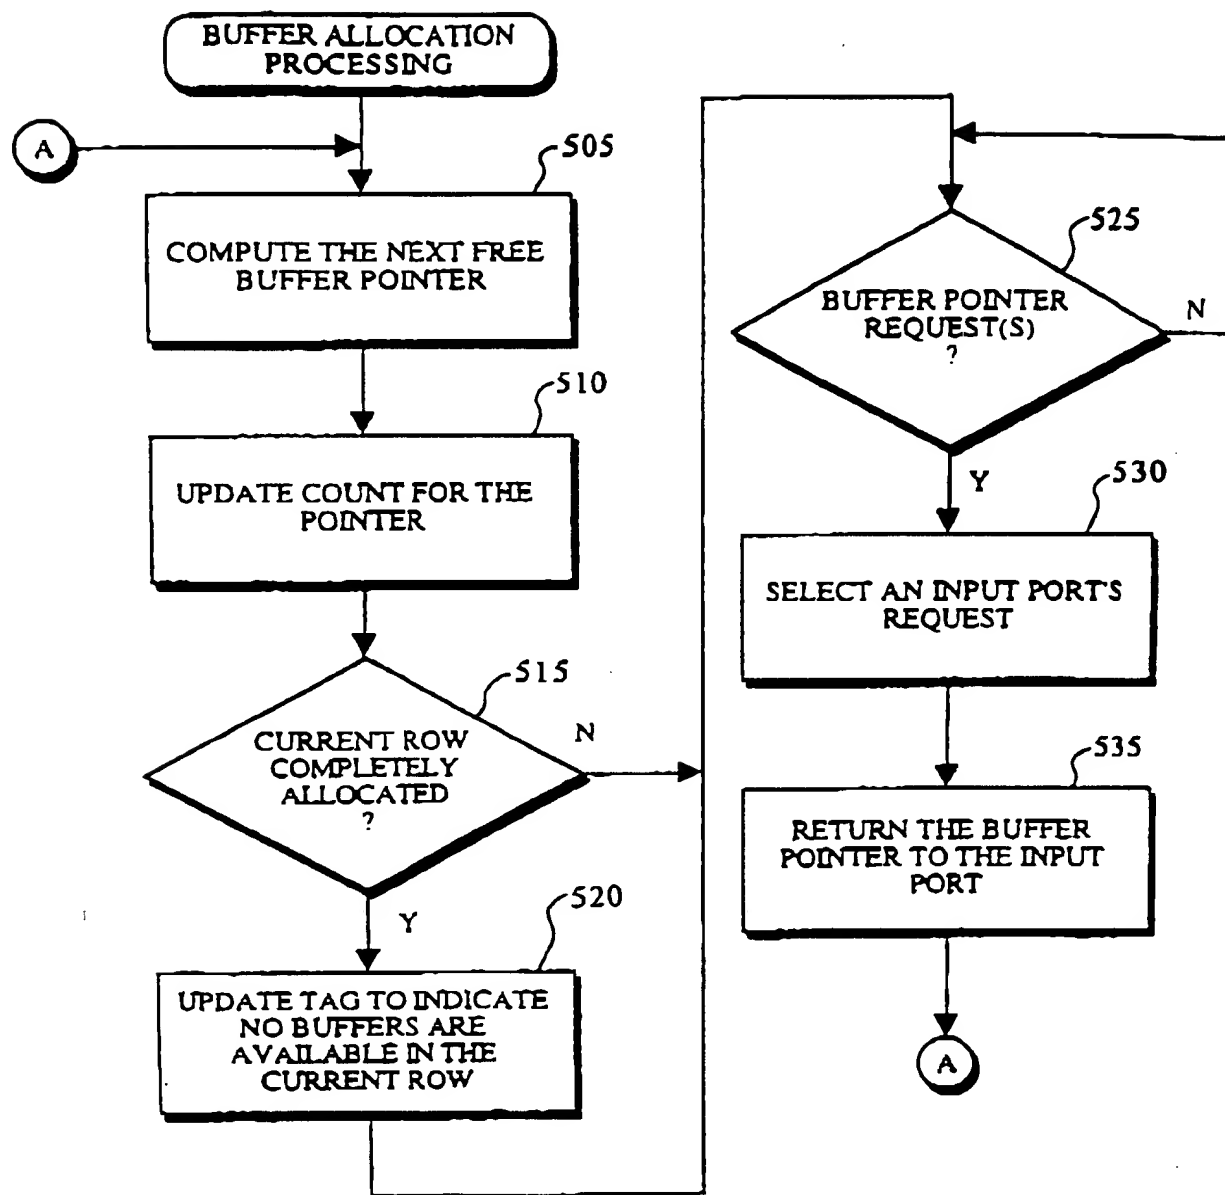 BUFFER ALLOCATION
PROCESSING
A
505
COMPUTE THE NEXT FREE
BUFFER POINTER
510
UPDATE COUNT FOR THE
POINTER
515
CURRENT ROW
COMPLETELY
ALLOCATED
?
N
Y
520
UPDATE TAG TO INDICATE
NO BUFFERS ARE
AVAILABLE IN THE
CURRENT ROW
525
BUFFER POINTER
REQUEST(S)
?
N
Y
530
SELECT AN INPUT PORT'S
REQUEST
535
RETURN THE BUFFER
POINTER TO THE INPUT
PORT
A